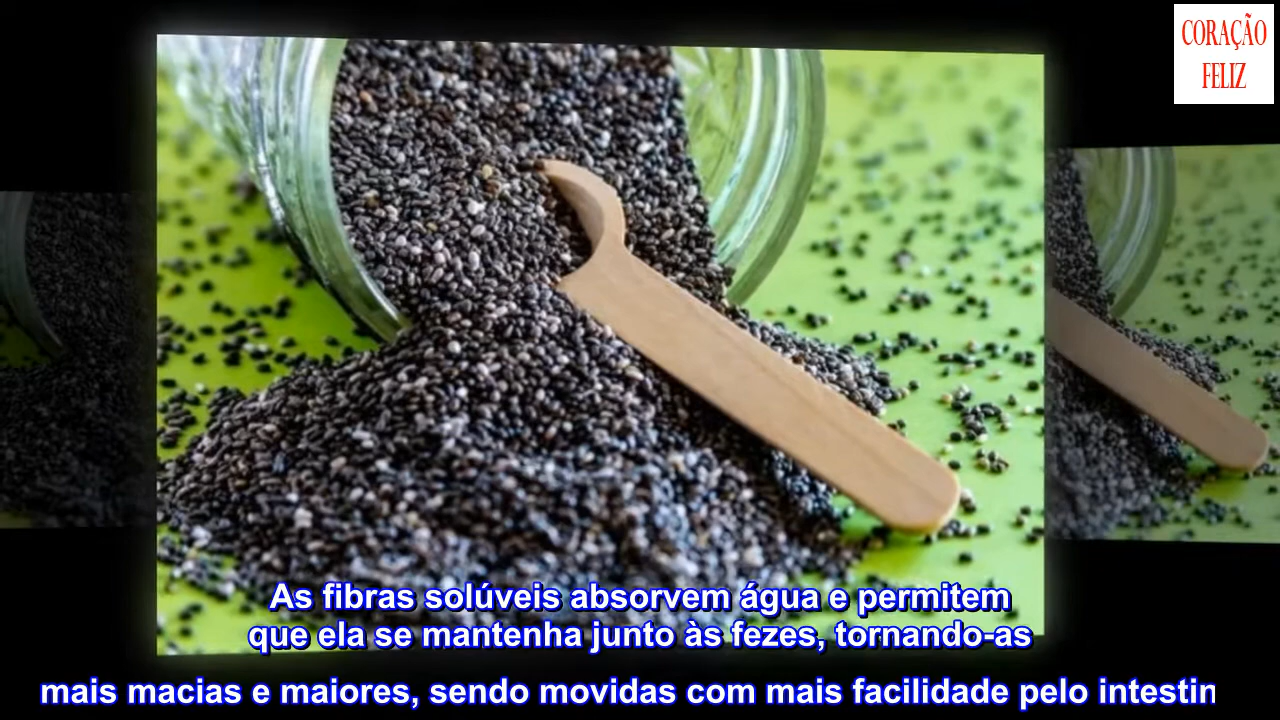 CORAÇÃO
FELIZ
As fibras solúveis absorvem água e permitem
que ela se mantenha junto às fezes, tornando-as
mais macias e maiores, sendo movidas com mais facilidade pelo intestin